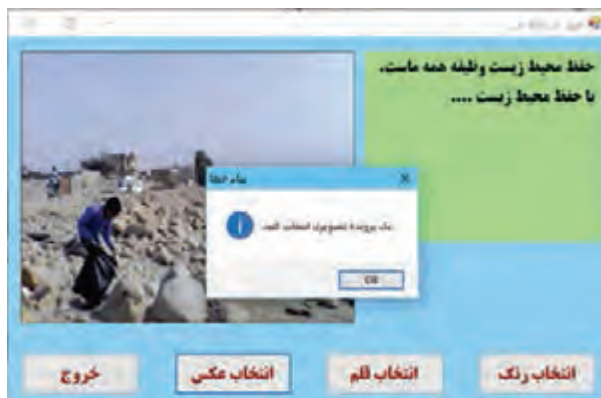 حفظ محیط زیست وظیفه همه ماست.
با حفظ محیط زیست ....
پیام خطا
یک پرونده تصویری انتخاب کنید.
OK
انتخاب رنگ
انتخاب قلم
انتخاب عکس
خروج